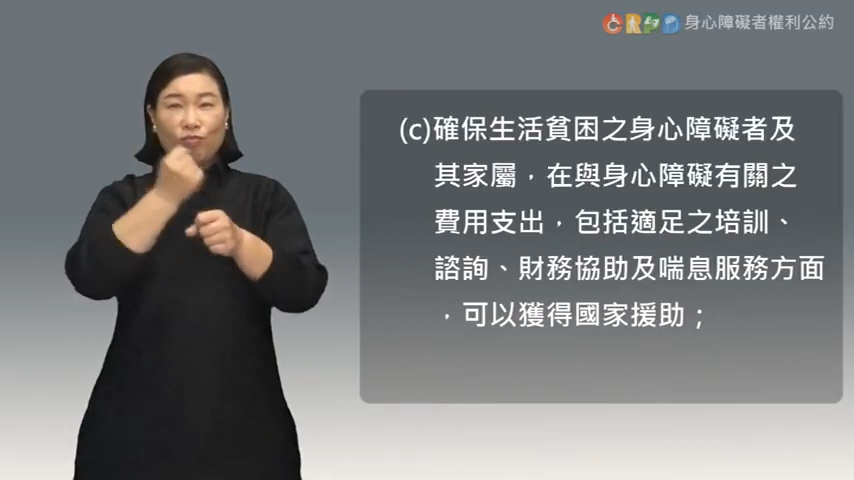 CRPD 身心障礙者權利公約
(c)確保生活貧困之身心障礙者及
其家屬，在與身心障礙有關之
費用支出，包括適足之培訓、
諮詢、財務協助及喘息服務方面
，可以獲得國家援助；